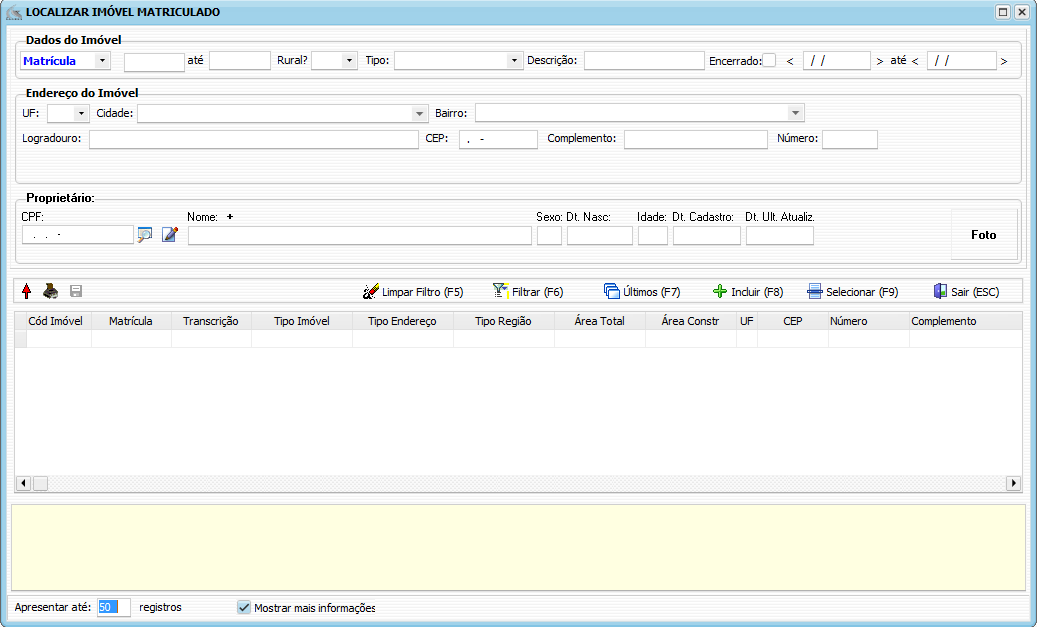 LOCALIZAR IMÓVEL MATRICULADO
Dados do Imóvel
Matrícula até Rural? Tipo: Descrição: Encerrado: < / / > até < / / >
Endereço do Imóvel
UF: Cidade: Bairro:
Logradouro: CEP: . - Complemento: Número:
Proprietário:
CPF: Nome: + Sexo: Dt. Nasc: Idade: Dt. Cadastro: Dt. Ult. Atualiz.
. . - Foto
Limpar Filtro (F5) Filtrar (F6) Últimos (F7) Incluir (F8) Selecionar (F9) Sair (ESC)
Cód Imóvel Matrícula Transcrição Tipo Imóvel Tipo Endereço Tipo Região Área Total Área Constr UF CEP Número Complemento
Apresentar até: 50 registros Mostrar mais informações